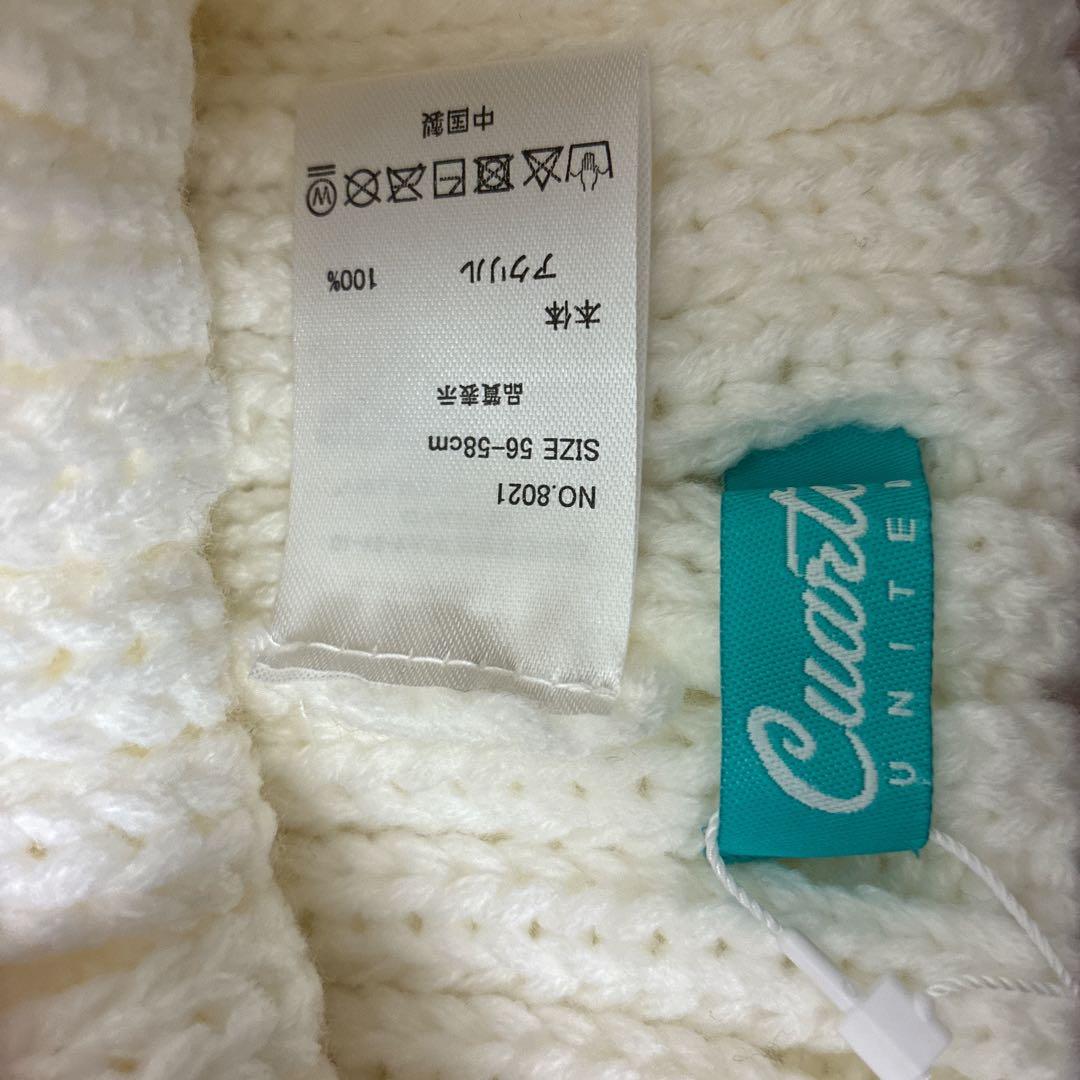 NO.8021
SIZE 56-58cm
品質表示
本体
アクリル 100%
中国製
W